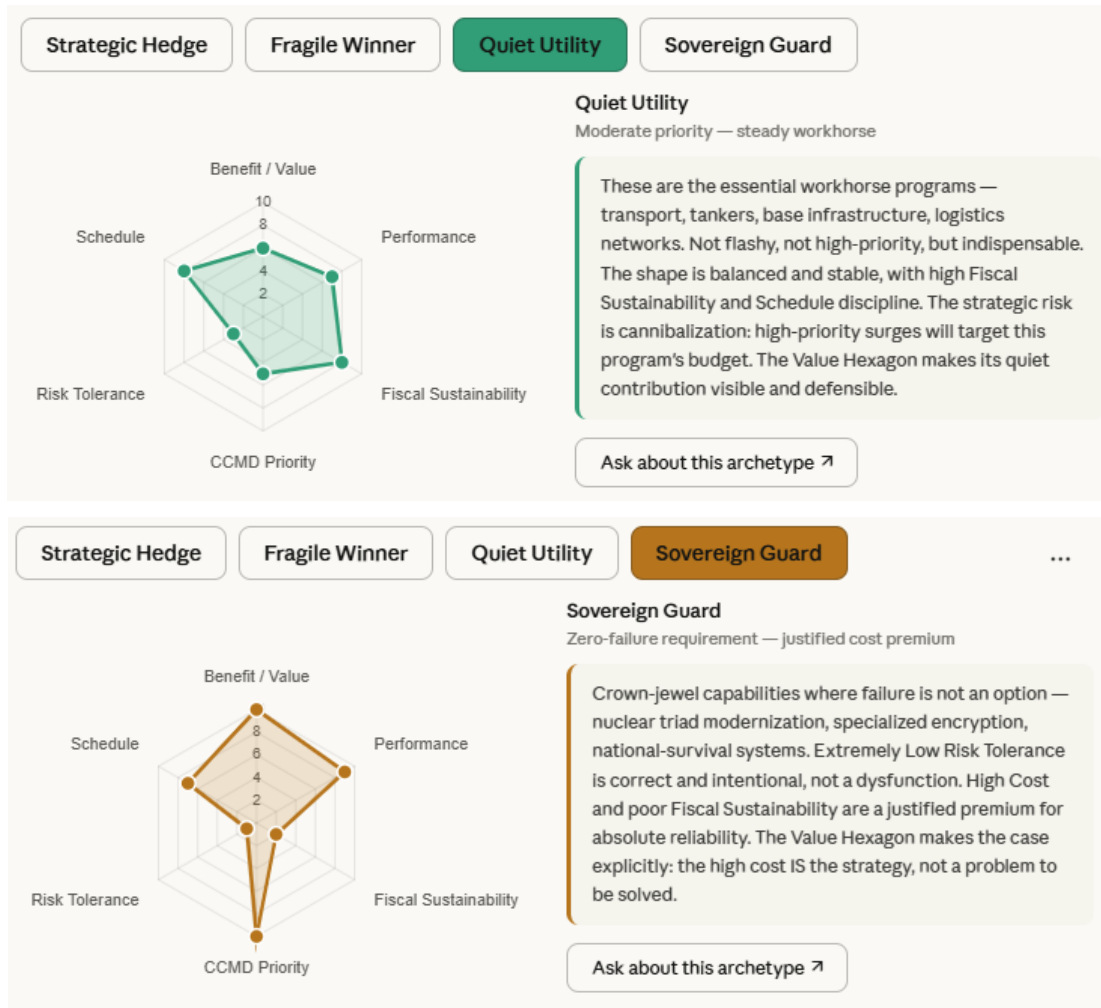 Strategic Hedge
Fragile Winner
Quiet Utility
Sovereign Guard
Quiet Utility
Moderate priority — steady workhorse
Benefit / Value
10
8
4
2
Schedule
Performance
Risk Tolerance
Fiscal Sustainability
CCMD Priority
These are the essential workhorse programs —
transport, tankers, base infrastructure, logistics
networks. Not flashy, not high-priority, but indispensable.
The shape is balanced and stable, with high Fiscal
Sustainability and Schedule discipline. The strategic risk
is cannibalization: high-priority surges will target this
program's budget. The Value Hexagon makes its quiet
contribution visible and defensible.
Ask about this archetype ↗
Strategic Hedge
Fragile Winner
Quiet Utility
Sovereign Guard
...
Sovereign Guard
Zero-failure requirement — justified cost premium
Benefit / Value
8
6
4
2
Schedule
Performance
Risk Tolerance
Fiscal Sustainability
CCMD Priority
Crown-jewel capabilities where failure is not an option —
nuclear triad modernization, specialized encryption,
national-survival systems. Extremely Low Risk Tolerance
is correct and intentional, not a dysfunction. High Cost
and poor Fiscal Sustainability are a justified premium for
absolute reliability. The Value Hexagon makes the case
explicitly: the high cost IS the strategy, not a problem to
be solved.
Ask about this archetype ↗